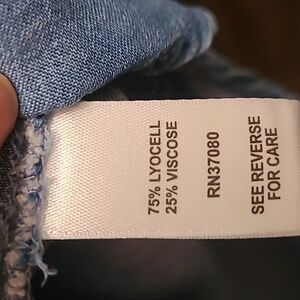 75% LYOCELL
25% VISCOSE
RN37080
SEE REVERSE
FOR CARE